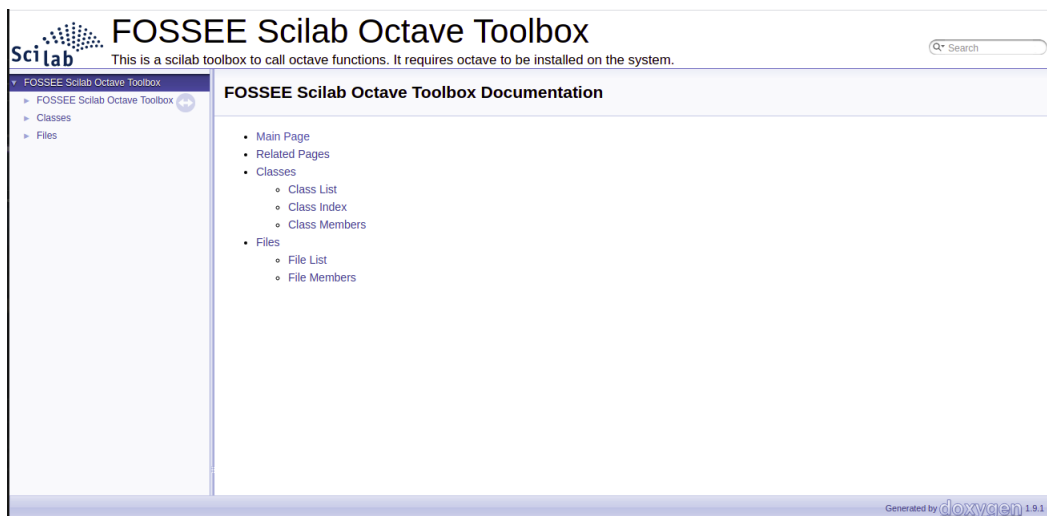 Scilab
FOSSEE Scilab Octave Toolbox
This is a scilab toolbox to call octave functions. It requires octave to be installed on the system.
Search
FOSSEE Scilab Octave Toolbox
FOSSEE Scilab Octave Toolbox
Classes
Files
FOSSEE Scilab Octave Toolbox Documentation
Main Page
Related Pages
Classes
Class List
Class Index
Class Members
Files
File List
File Members
Generated by doxygen 1.9.1